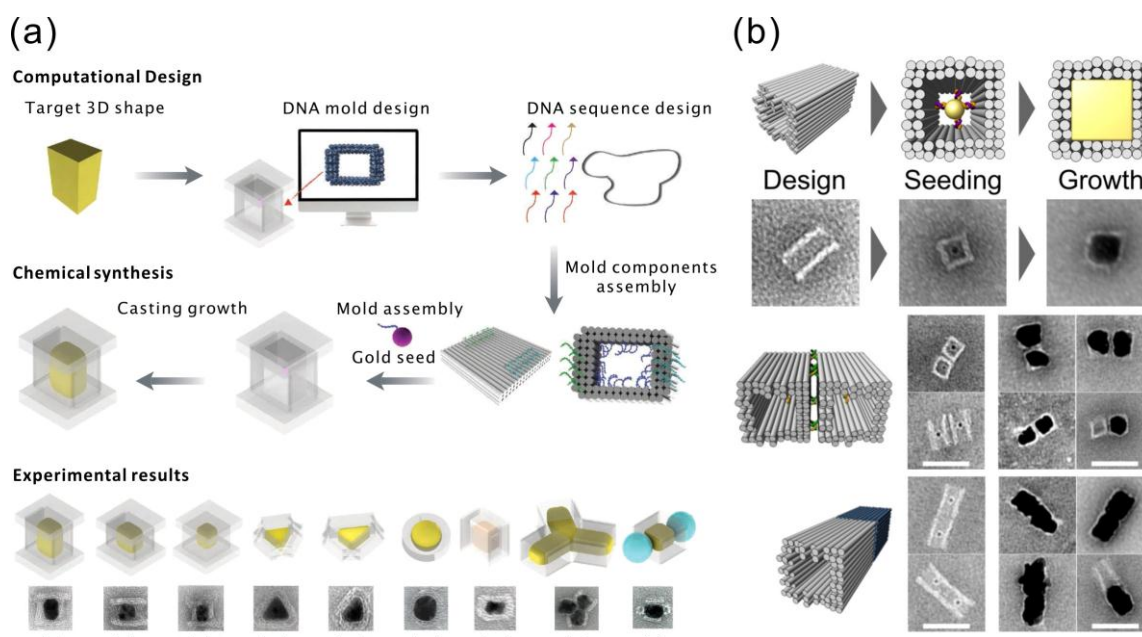 (a)
Computational Design
Target 3D shape
DNA mold design
DNA sequence design
Mold components
assembly
Chemical synthesis
Casting growth
Mold assembly
Gold seed
Experimental results
(b)
Design
Seeding
Growth